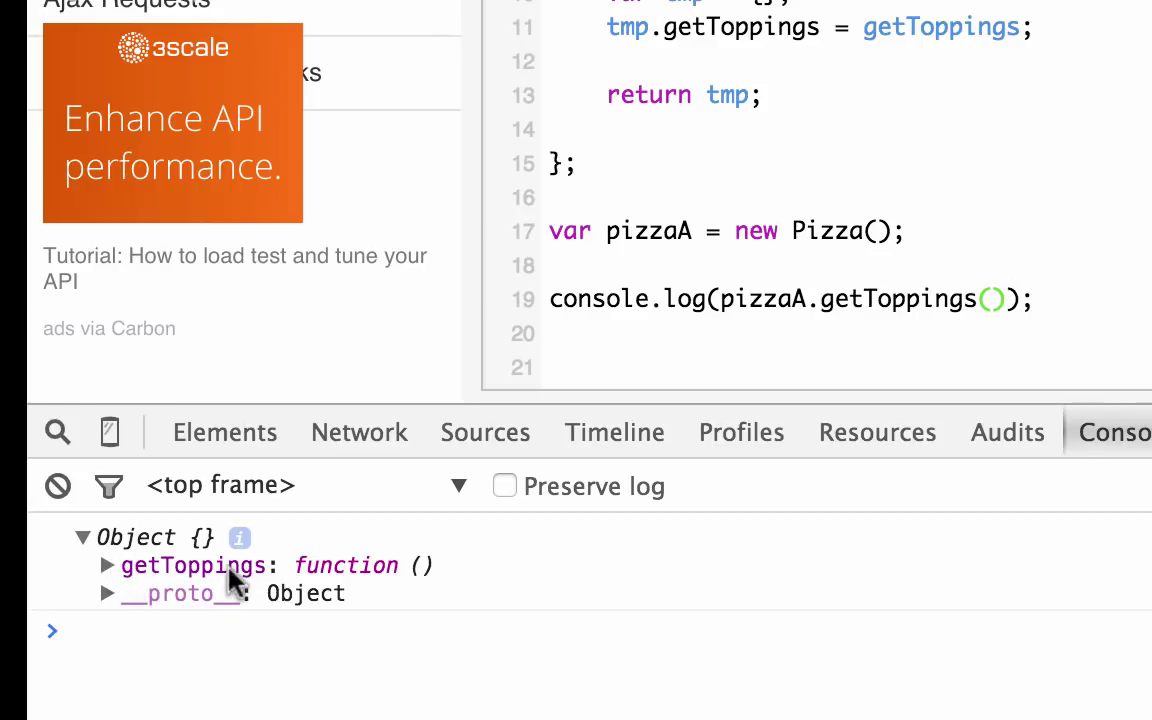 Ajax Requests
3scale
ks
Enhance API
performance.
Tutorial: How to load test and tune your
API
ads via Carbon
10 var tmp = {};
11 tmp.getToppings = getToppings;
12
13 return tmp;
14
15 };
16
17 var pizzaA = new Pizza();
18
19 console.log(pizzaA.getToppings());
20
21
Elements Network Sources Timeline Profiles Resources Audits Conso
<top frame> ▼ Preserve log
▼ Object {} i
▶ getToppings: function ()
▶ __proto__: Object
>